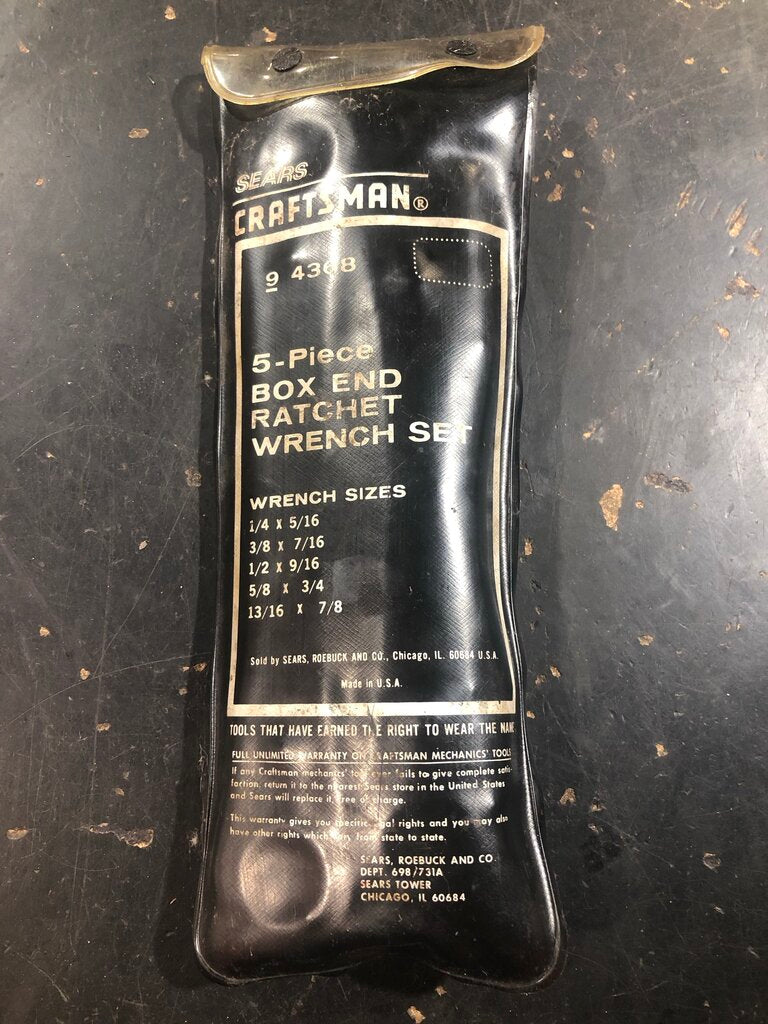 SEARS
CRAFTSMAN®
9 4368
5-Piece
BOX END
RATCHET
WRENCH SET
WRENCH SIZES
1/4 X 5/16
3/8 X 7/16
1/2 X 9/16
5/8 X 3/4
13/16 X 7/8
Sold by SEARS, ROEBUCK AND CO., Chicago, IL. 60684 U.S.A.
Made in U.S.A.
TOOLS THAT HAVE EARNED THE RIGHT TO WEAR THE NAME
FULL UNLIMITED WARRANTY ON CRAFTSMAN MECHANICS' TOOLS
If any Craftsman mechanics' tool ever fails to give complete satis-
faction, return it to the nearest Sears store in the United States
and Sears will replace it, free of charge.
This warranty gives you specific legal rights and you may also
have other rights which vary from state to state.
SEARS, ROEBUCK AND CO.
DEPT. 698/731A
SEARS TOWER
CHICAGO, IL 60684